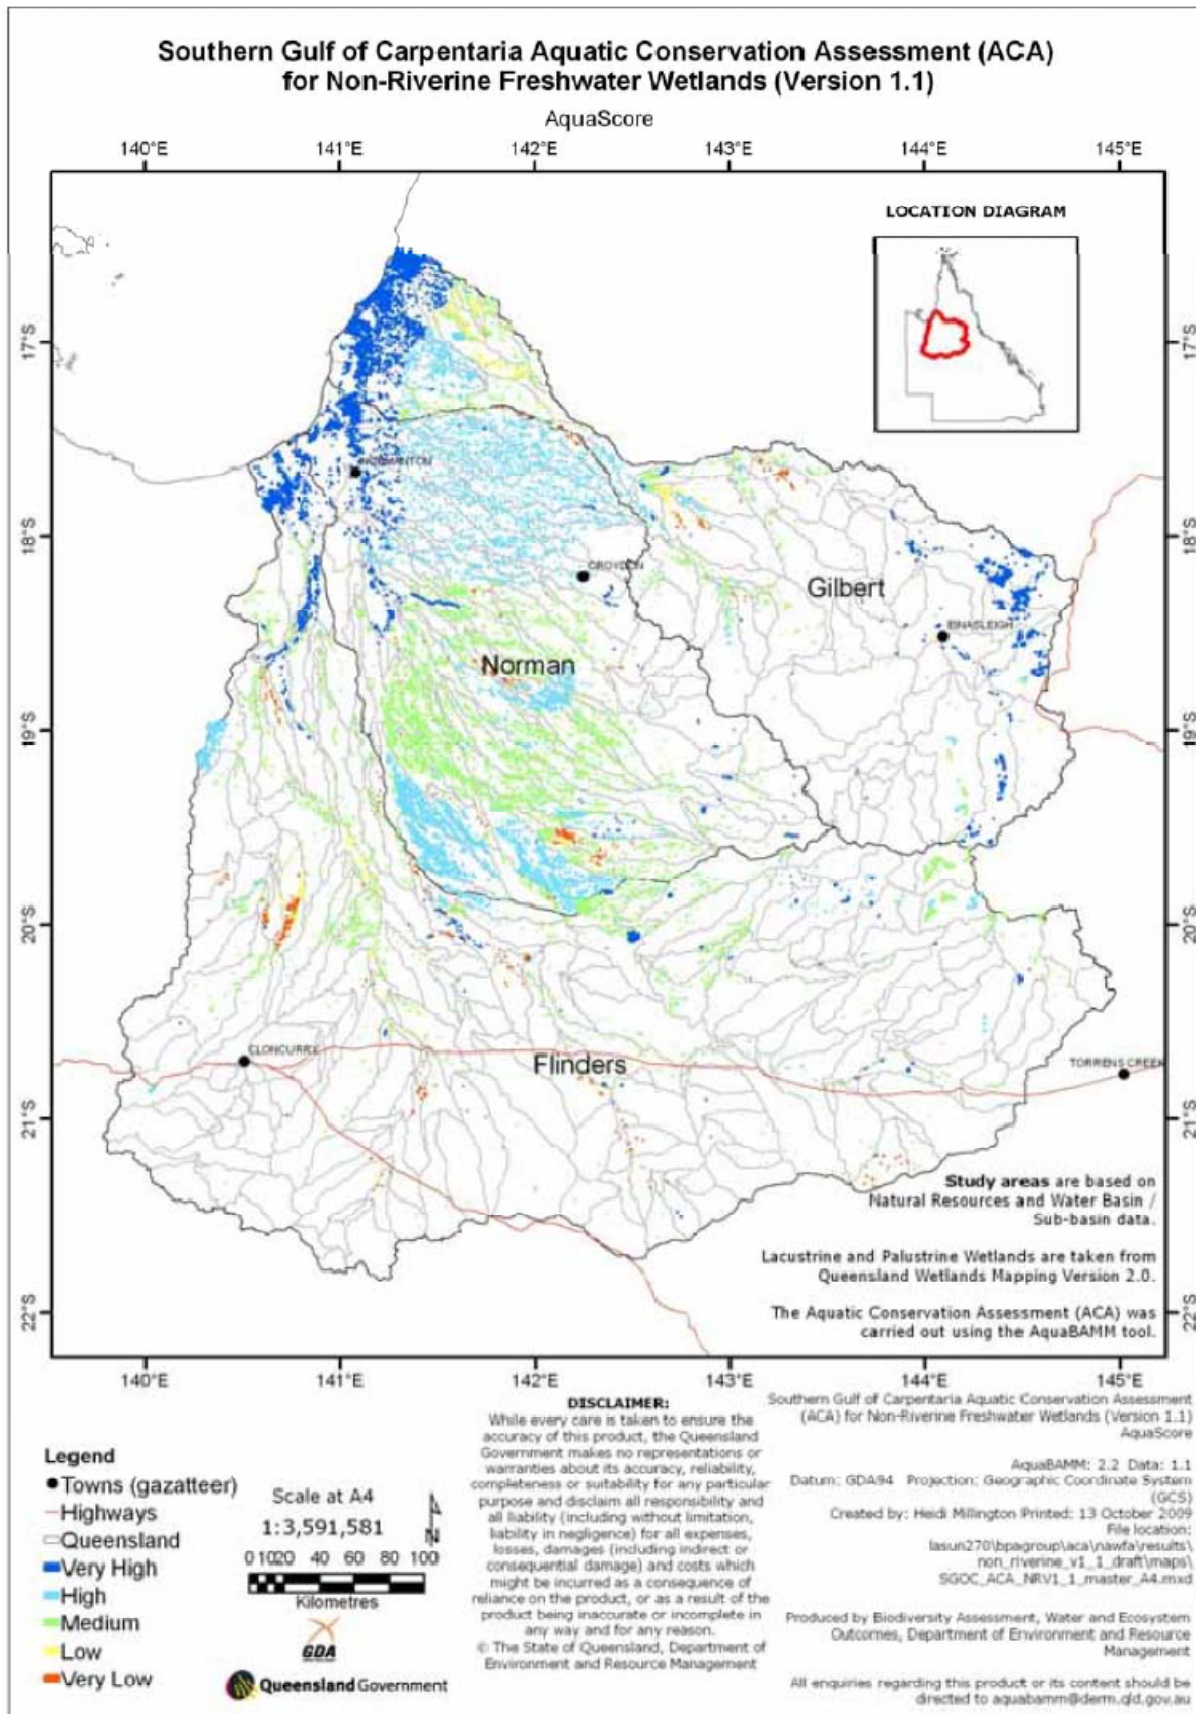 Southern Gulf of Carpentaria Aquatic Conservation Assessment (ACA)
for Non-Riverine Freshwater Wetlands (Version 1.1)
AquaScore
140°E 141°E 142°E 143°E 144°E 145°E
LOCATION DIAGRAM
17°S 17°S
NORMANTON
18°S 18°S
CROYDON
Gilbert
EINASLEIGH
Norman
19°S 19°S
20°S 20°S
CLONCURRY
Flinders
TORRENS CREEK
21°S 21°S
Study areas are based on
Natural Resources and Water Basin /
Sub-basin data.
Lacustrine and Palustrine Wetlands are taken from
Queensland Wetlands Mapping Version 2.0.
The Aquatic Conservation Assessment (ACA) was
carried out using the AquaBAMM tool.
22°S 22°S
140°E 141°E 142°E 143°E 144°E 145°E
Legend
Towns (gazatteer)
Highways
Queensland
Very High
High
Medium
Low
Very Low
Scale at A4
1:3,591,581
N
0 10 20 40 60 80 100
Kilometres
GDA
Queensland Government
DISCLAIMER:
While every care is taken to ensure the
accuracy of this product, the Queensland
Government makes no representations or
warranties about its accuracy, reliability,
completeness or suitability for any particular
purpose and disclaim all responsibility and
all liability (including without limitation,
liability in negligence) for all expenses,
losses, damages (including indirect or
consequential damage) and costs which
might be incurred as a consequence of
reliance on the product, or as a result of the
product being inaccurate or incomplete in
any way and for any reason.
© The State of Queensland, Department of
Environment and Resource Management
Southern Gulf of Carpentaria Aquatic Conservation Assessment
(ACA) for Non-Riverine Freshwater Wetlands (Version 1.1)
AquaScore
AquaBAMM: 2.2 Data: 1.1
Datum: GDA94 Projection: Geographic Coordinate System
(GCS)
Created by: Heidi Millington Printed: 13 October 2009
File location:
lasun270\bpagroup\aca\nawfa\results\
non_riverine_v1_1_draft\maps\
SGOC_ACA_NRV1_1_master_A4.mxd
Produced by Biodiversity Assessment, Water and Ecosystem
Outcomes, Department of Environment and Resource
Management
All enquiries regarding this product or its content should be
directed to aquabamm@derm.qld.gov.au